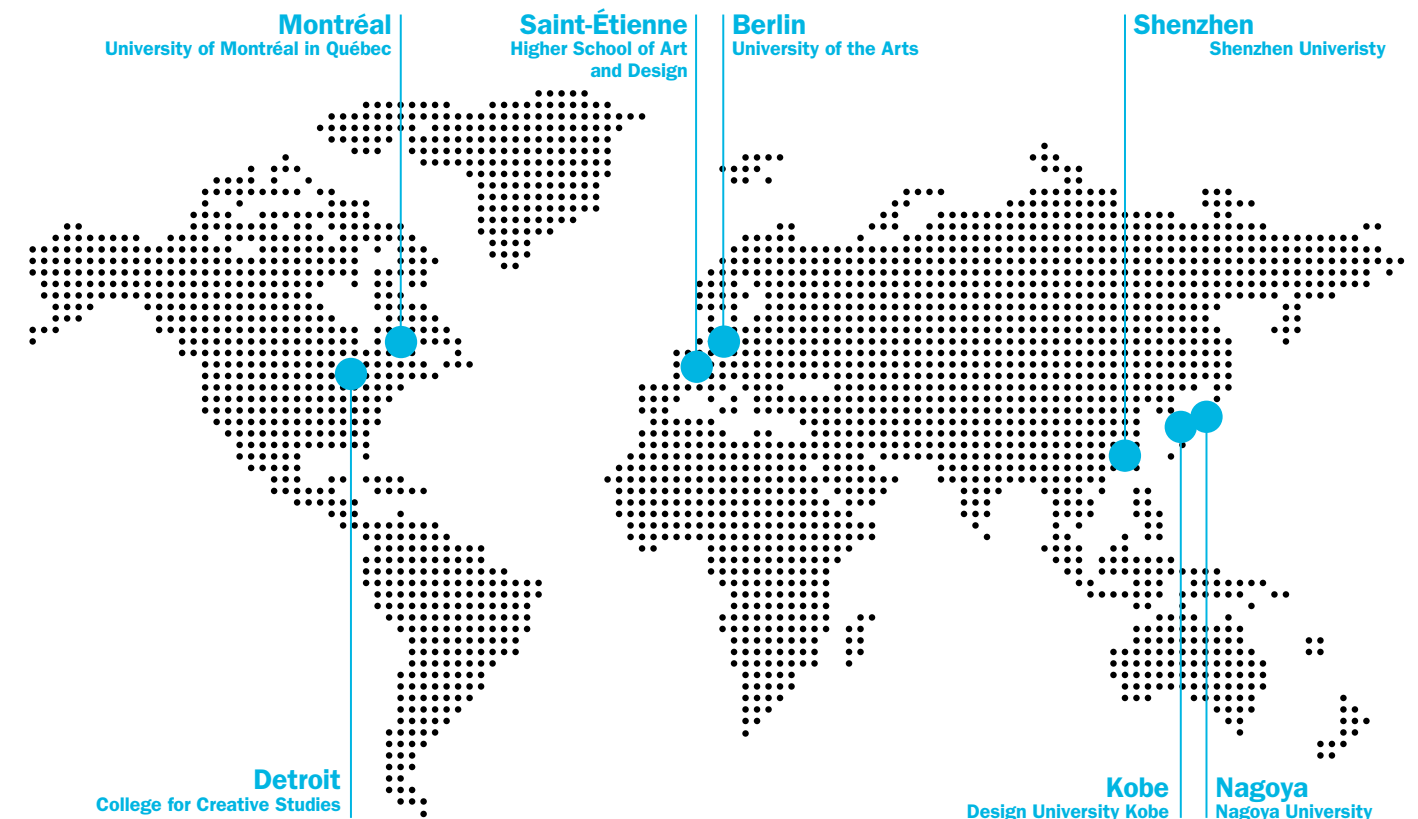 Montréal
University of Montréal in Québec
Saint-Étienne
Higher School of Art
and Design
Berlin
University of the Arts
Shenzhen
Shenzhen Univeristy
Detroit
College for Creative Studies
Kobe
Design University Kobe
Nagoya
Nagoya University